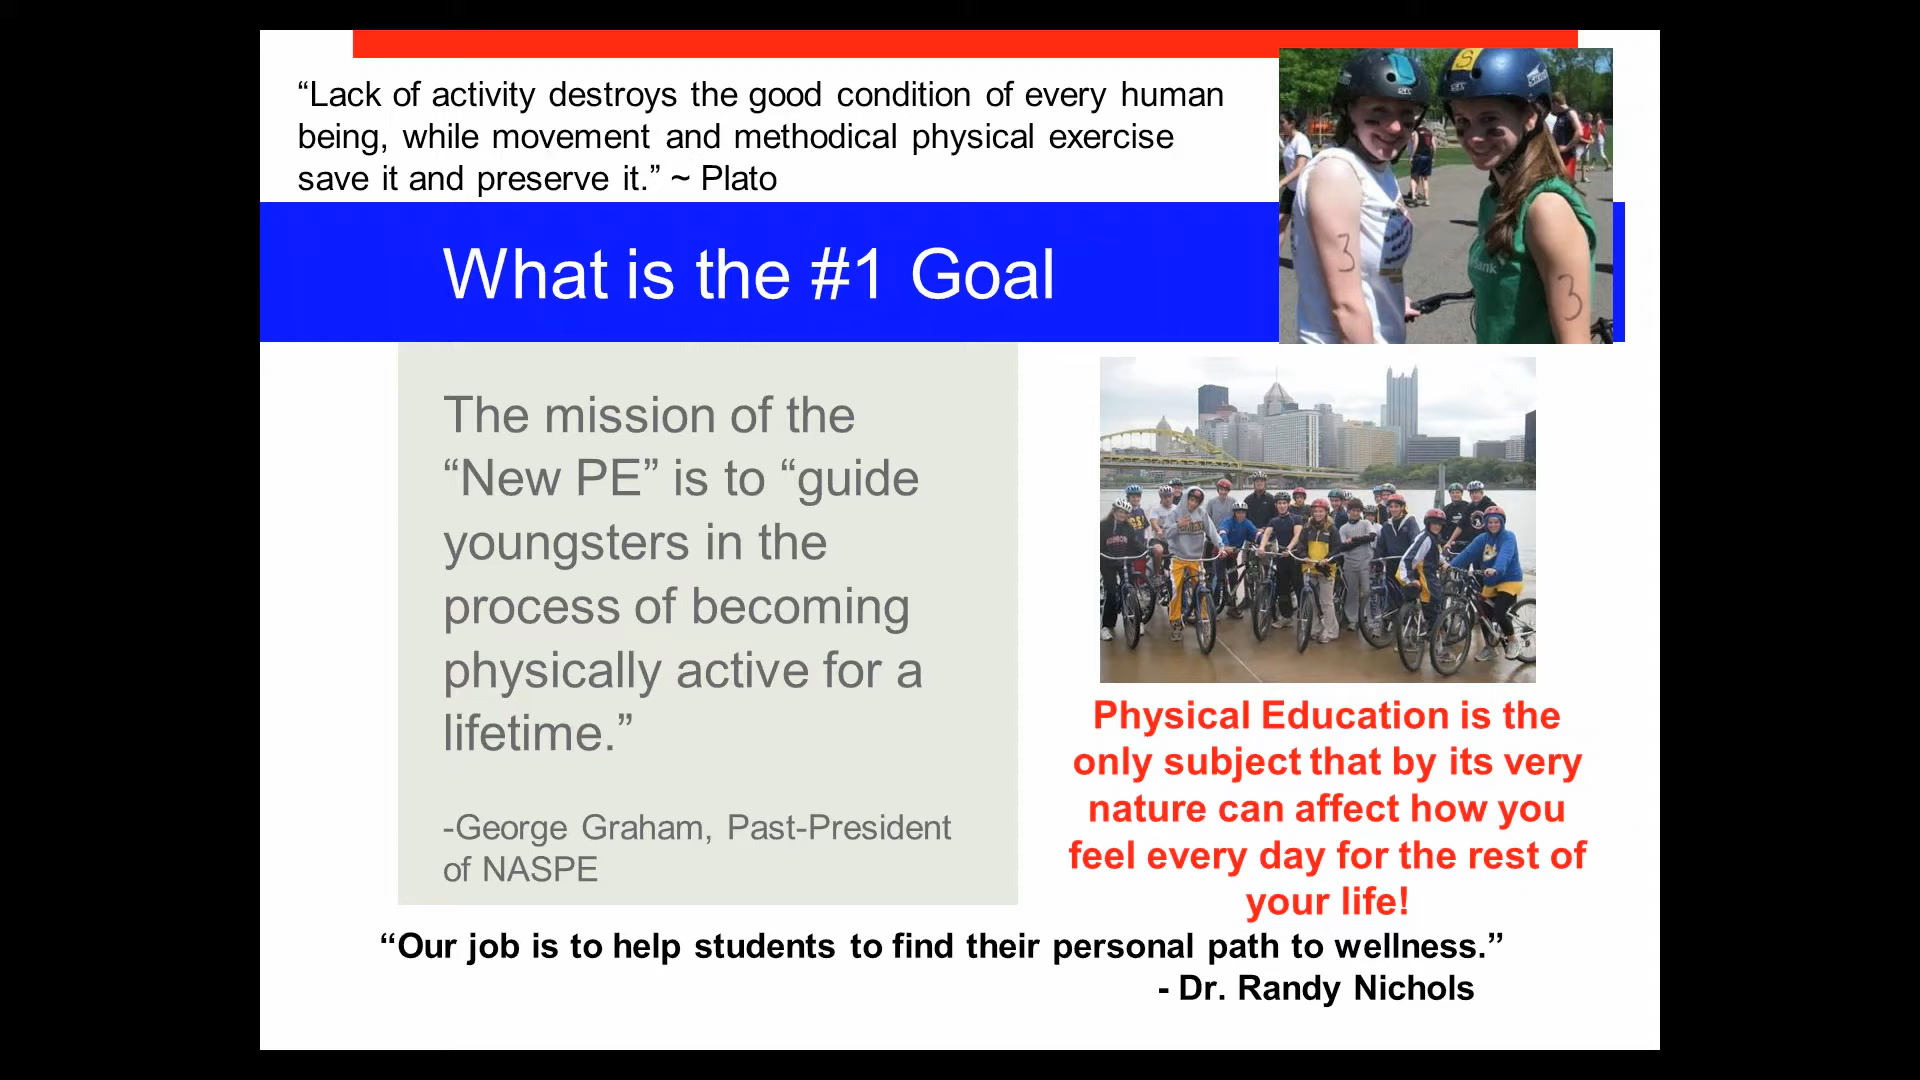 “Lack of activity destroys the good condition of every human
being, while movement and methodical physical exercise
save it and preserve it.” ~ Plato
What is the #1 Goal
S
3
3
The mission of the
“New PE” is to “guide
youngsters in the
process of becoming
physically active for a
lifetime.”
-George Graham, Past-President
of NASPE
Physical Education is the
only subject that by its very
nature can affect how you
feel every day for the rest of
your life!
“Our job is to help students to find their personal path to wellness.”
- Dr. Randy Nichols